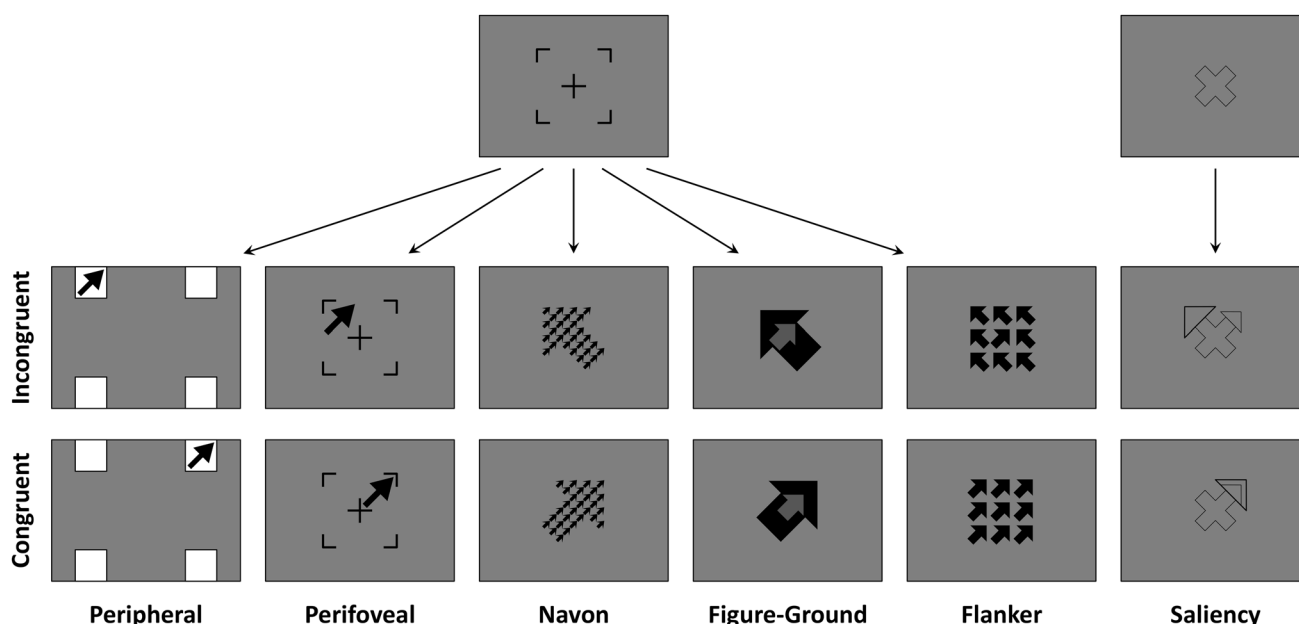 Incongruent
Congruent
Peripheral
Perifoveal
Navon
Figure-Ground
Flanker
Saliency